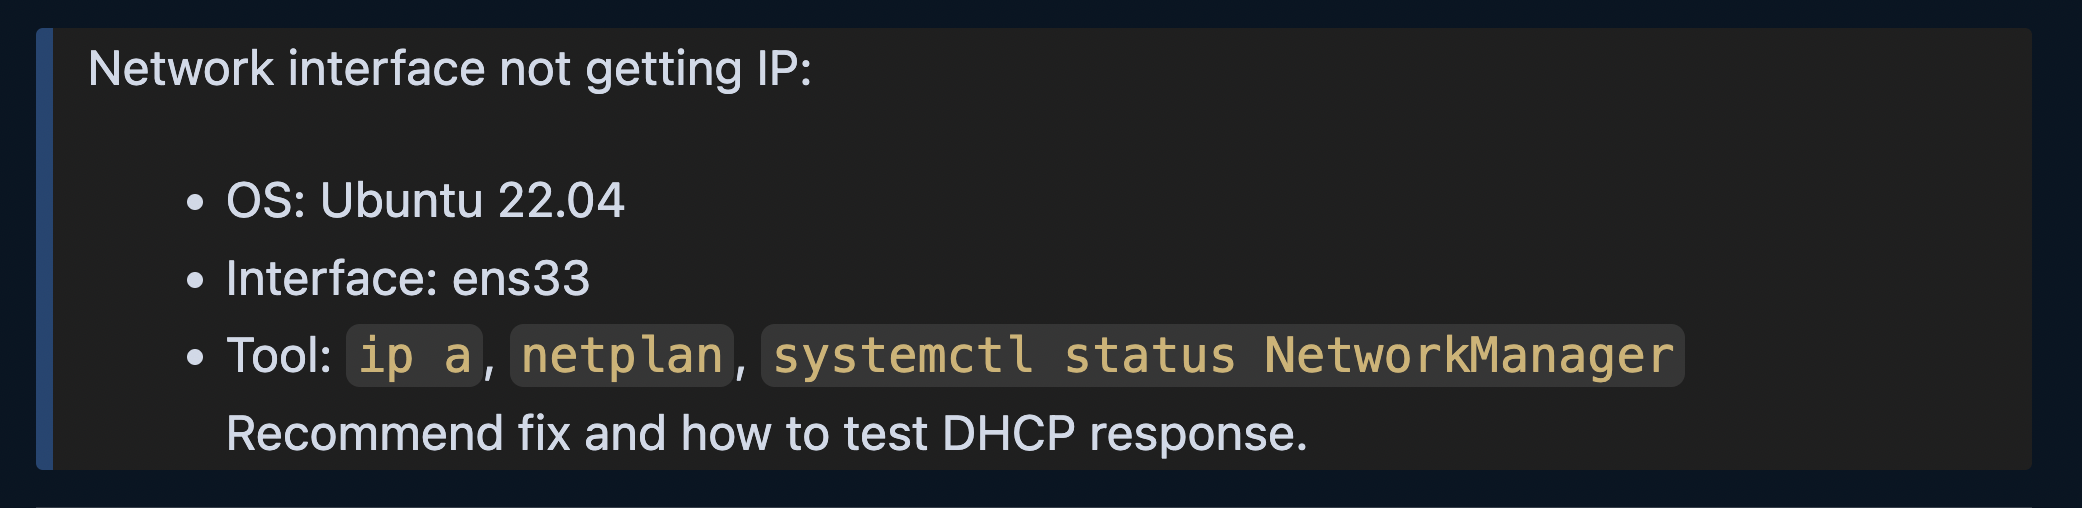 Network interface not getting IP:
• OS: Ubuntu 22.04
• Interface: ens33
• Tool: ip a, netplan, systemctl status NetworkManager
Recommend fix and how to test DHCP response.